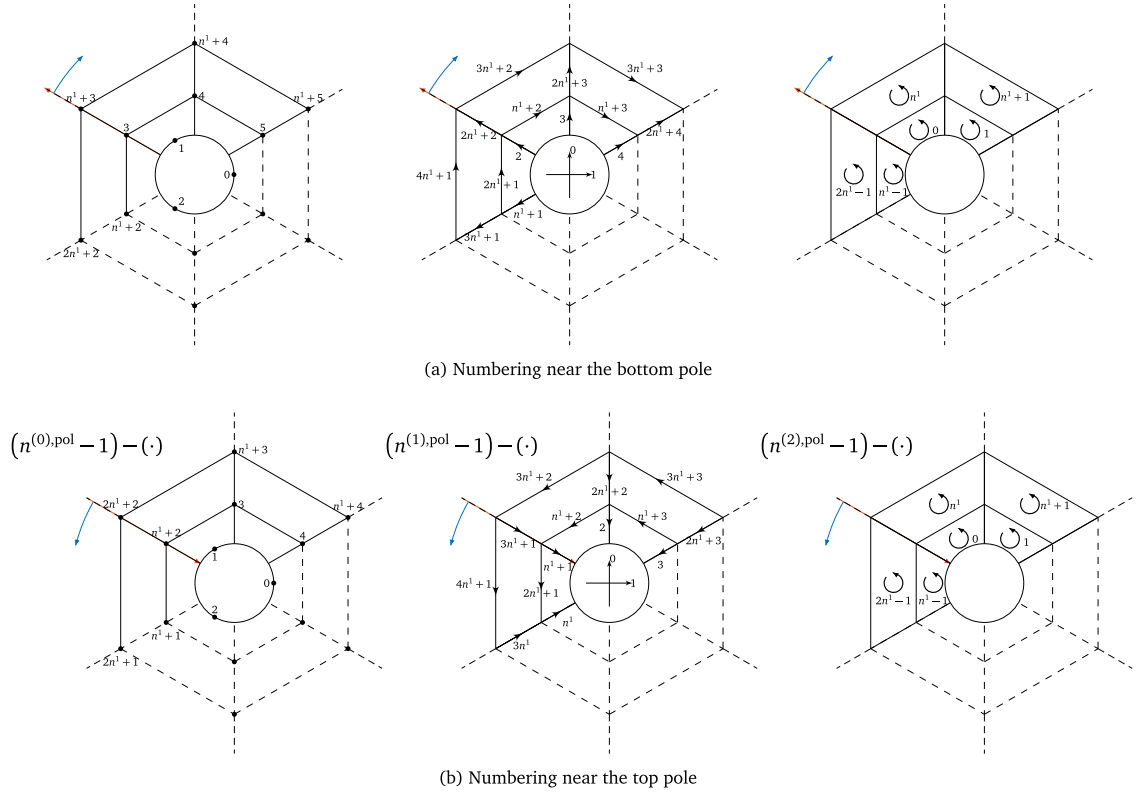 n¹+4
n¹+3
n¹+5
4
3
5
1
0
2
n¹+2
2n¹+2
3n¹+2
3n¹+3
2n¹+3
n¹+2
n¹+3
3
2n¹+2
2n¹+4
2
4
0
1
4n¹+1
2n¹+1
n¹+1
3n¹+1
n¹
n¹+1
0
1
2n¹−1
n¹−1
(a) Numbering near the bottom pole
(n⁽⁰⁾,ᵖᵒˡ − 1) − (·)
(n⁽¹⁾,ᵖᵒˡ − 1) − (·)
(n⁽²⁾,ᵖᵒˡ − 1) − (·)
n¹+3
2n¹+2
n¹+4
3
n¹+2
4
1
0
2
n¹+1
2n¹+1
3n¹+2
3n¹+3
2n¹+2
n¹+2
n¹+3
2
3n¹+1
2n¹+3
n¹+1
3
0
1
4n¹+1
2n¹+1
n¹
3n¹
n¹
n¹+1
0
1
2n¹−1
n¹−1
(b) Numbering near the top pole